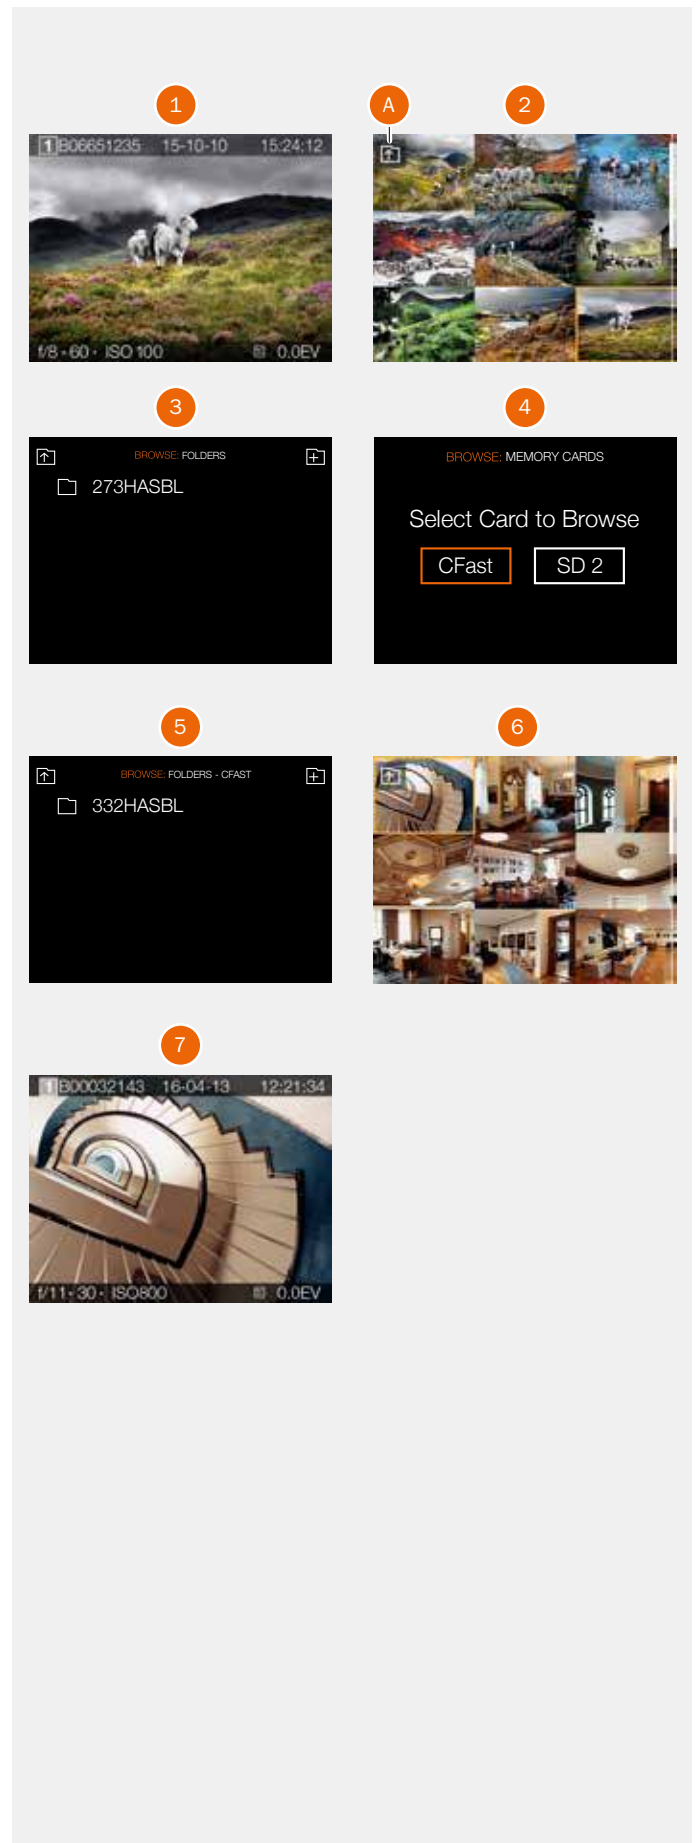 1
A
2
1 B06651235 15-10-10 15:24:12
f/8 • 60 • ISO 100 0.0EV
3
4
BROWSE: FOLDERS
273HASBL
BROWSE: MEMORY CARDS
Select Card to Browse
CFast
SD 2
5
6
BROWSE: FOLDERS - CFAST
332HASBL
7
1 B00032143 16-04-13 12:21:34
f/11 • 30 • ISO800 0.0EV